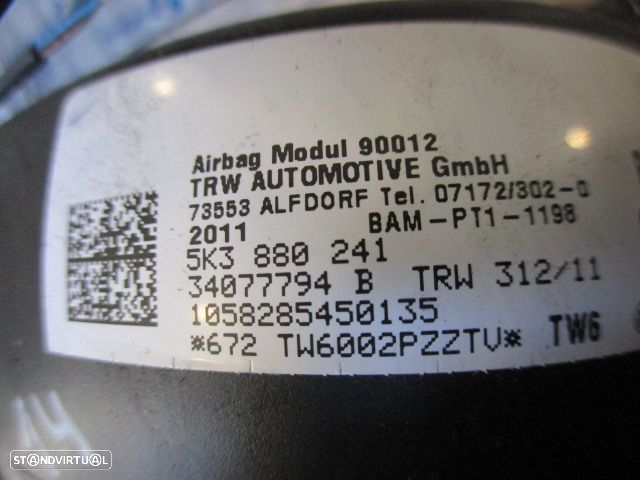 Airbag Modul 90012
TRW AUTOMOTIVE GmbH
73553 ALFDORF Tel. 07172/302-0
2011 BAM-PT1-1198
5K3 880 241
34077794 B TRW 312/11
1058285450135
*672 TW6002PZZTV* TW6
STANDVIRTUAL